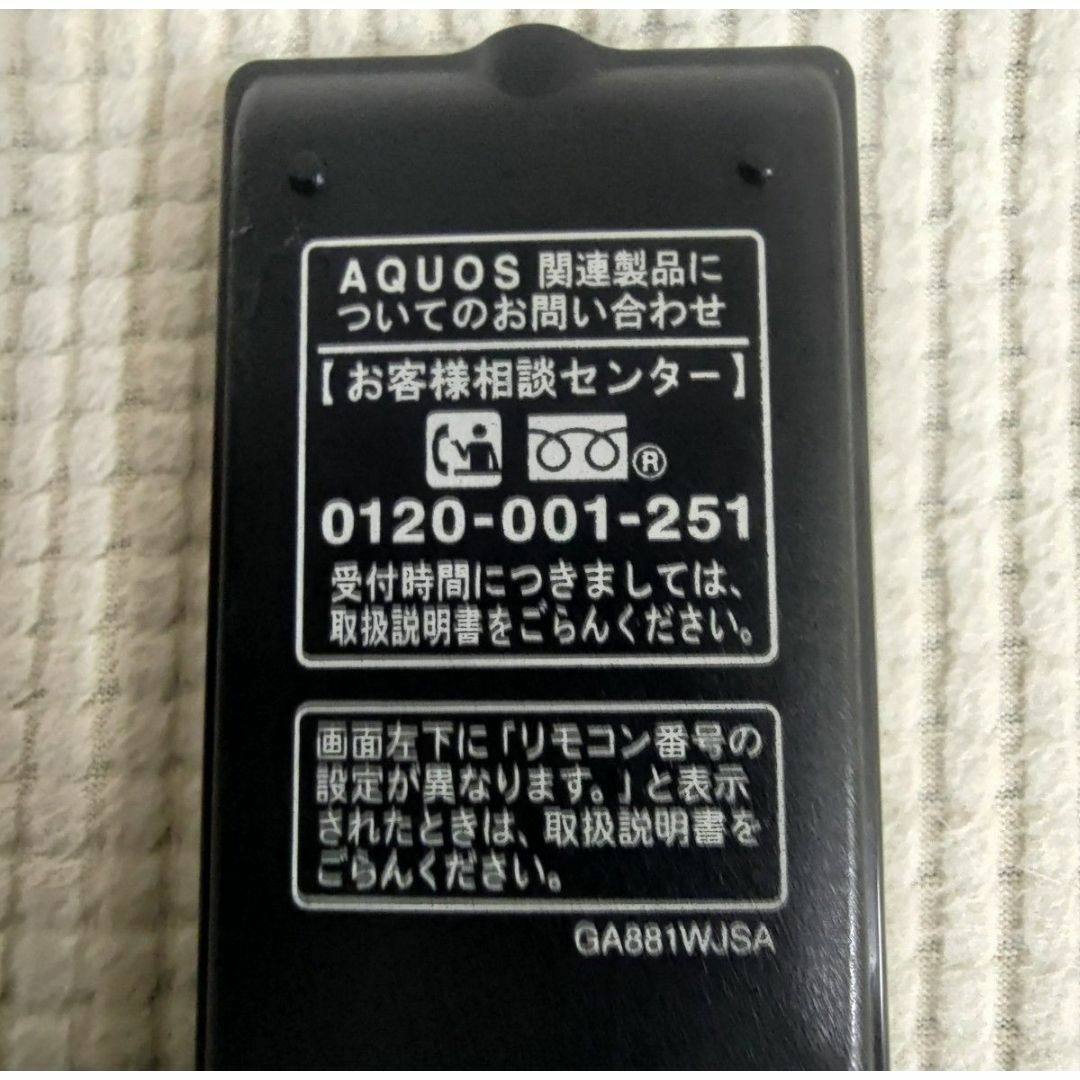 AQUOS 関連製品に
ついてのお問い合わせ
【お客様相談センター】
®
0120-001-251
受付時間につきましては、
取扱説明書をごらんください。
画面左下に「リモコン番号の
設定が異なります。」と表示
されたときは、取扱説明書を
ごらんください。
GA881WJSA